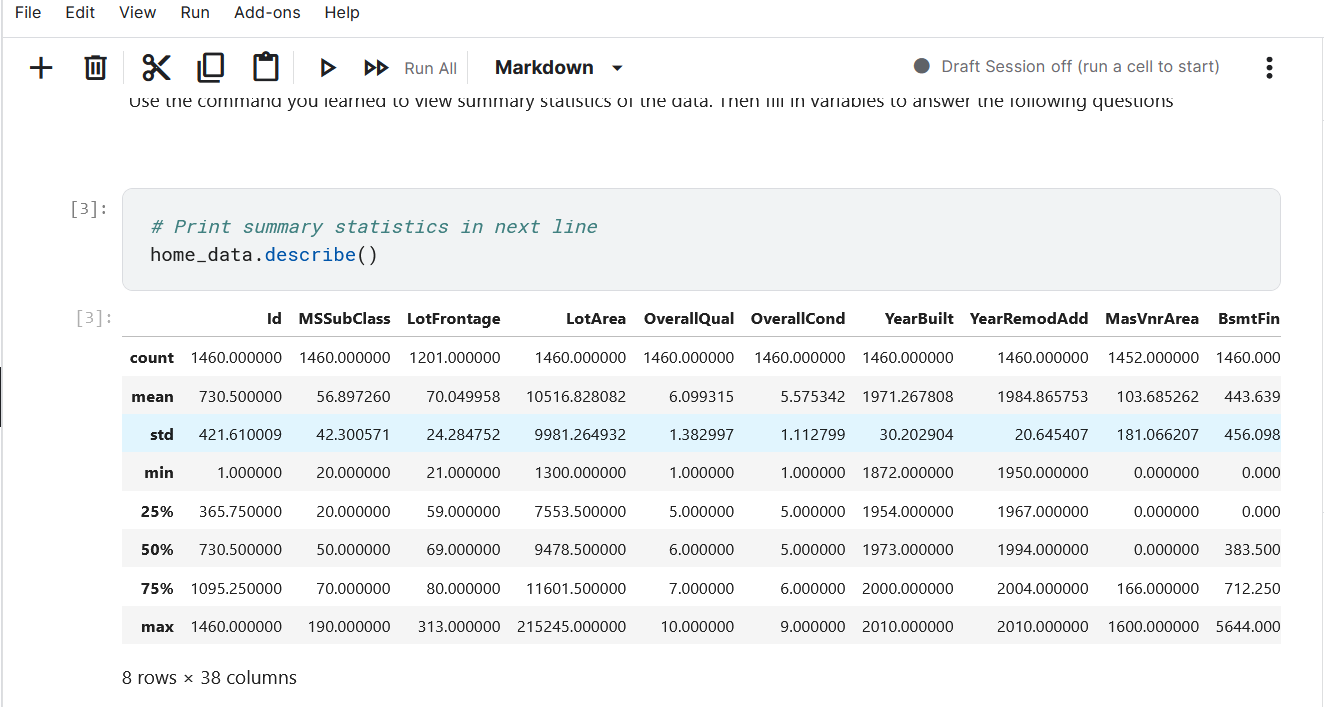 File Edit View Run Add-ons Help
Run All Markdown Draft Session off (run a cell to start)
Use the command you learned to view summary statistics of the data. Then fill in variables to answer the following questions
[3]:
# Print summary statistics in next line
home_data.describe()
[3]:
Id MSSubClass LotFrontage LotArea OverallQual OverallCond YearBuilt YearRemodAdd MasVnrArea BsmtFin
count 1460.000000 1460.000000 1201.000000 1460.000000 1460.000000 1460.000000 1460.000000 1460.000000 1452.000000 1460.000
mean 730.500000 56.897260 70.049958 10516.828082 6.099315 5.575342 1971.267808 1984.865753 103.685262 443.639
std 421.610009 42.300571 24.284752 9981.264932 1.382997 1.112799 30.202904 20.645407 181.066207 456.098
min 1.000000 20.000000 21.000000 1300.000000 1.000000 1.000000 1872.000000 1950.000000 0.000000 0.000
25% 365.750000 20.000000 59.000000 7553.500000 5.000000 5.000000 1954.000000 1967.000000 0.000000 0.000
50% 730.500000 50.000000 69.000000 9478.500000 6.000000 5.000000 1973.000000 1994.000000 0.000000 383.500
75% 1095.250000 70.000000 80.000000 11601.500000 7.000000 6.000000 2000.000000 2004.000000 166.000000 712.250
max 1460.000000 190.000000 313.000000 215245.000000 10.000000 9.000000 2010.000000 2010.000000 1600.000000 5644.000
8 rows × 38 columns